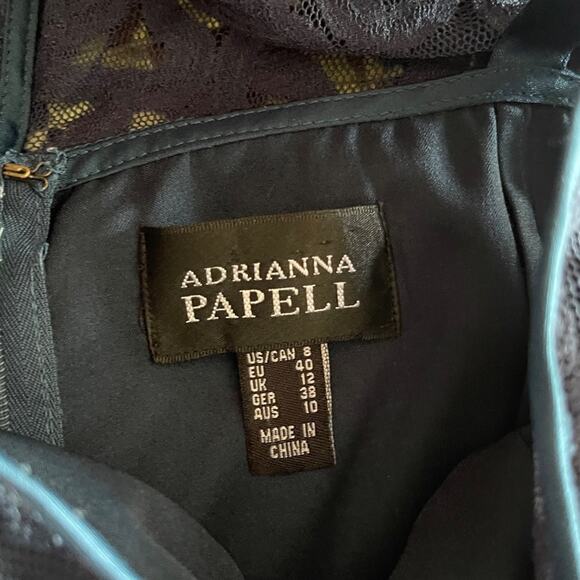 ADRIANNA
PAPELL
US/CAN 8
EU 40
UK 12
GER 38
AUS 10
MADE IN
CHINA